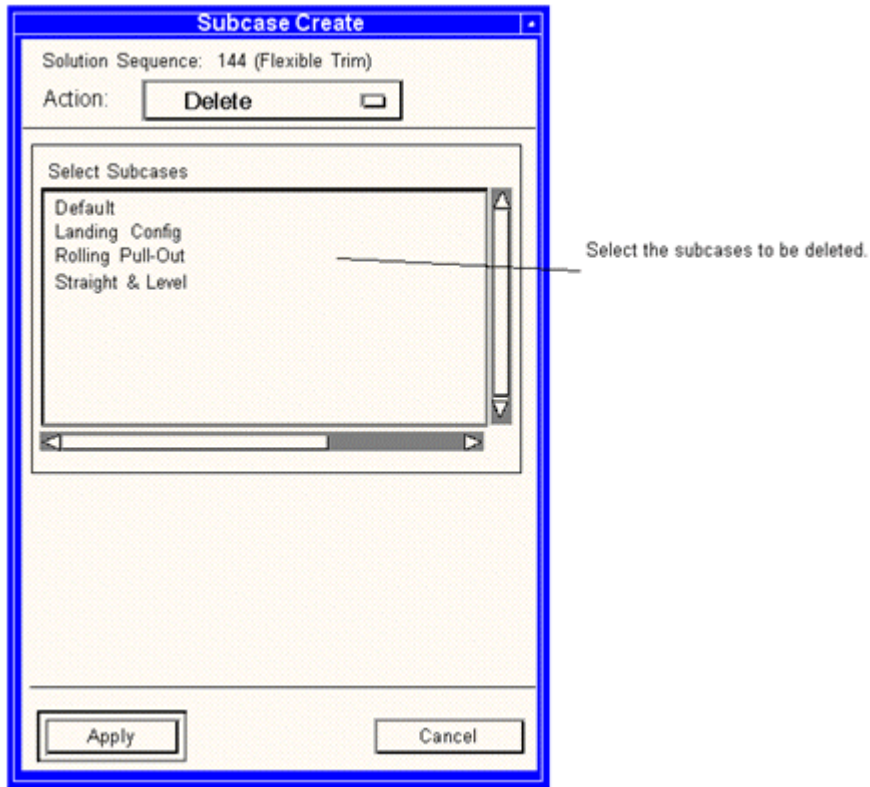 Subcase Create
Solution Sequence: 144 (Flexible Trim)
Action: Delete
Select Subcases
Default
Landing Config
Rolling Pull-Out
Straight & Level
Select the subcases to be deleted.
Apply Cancel